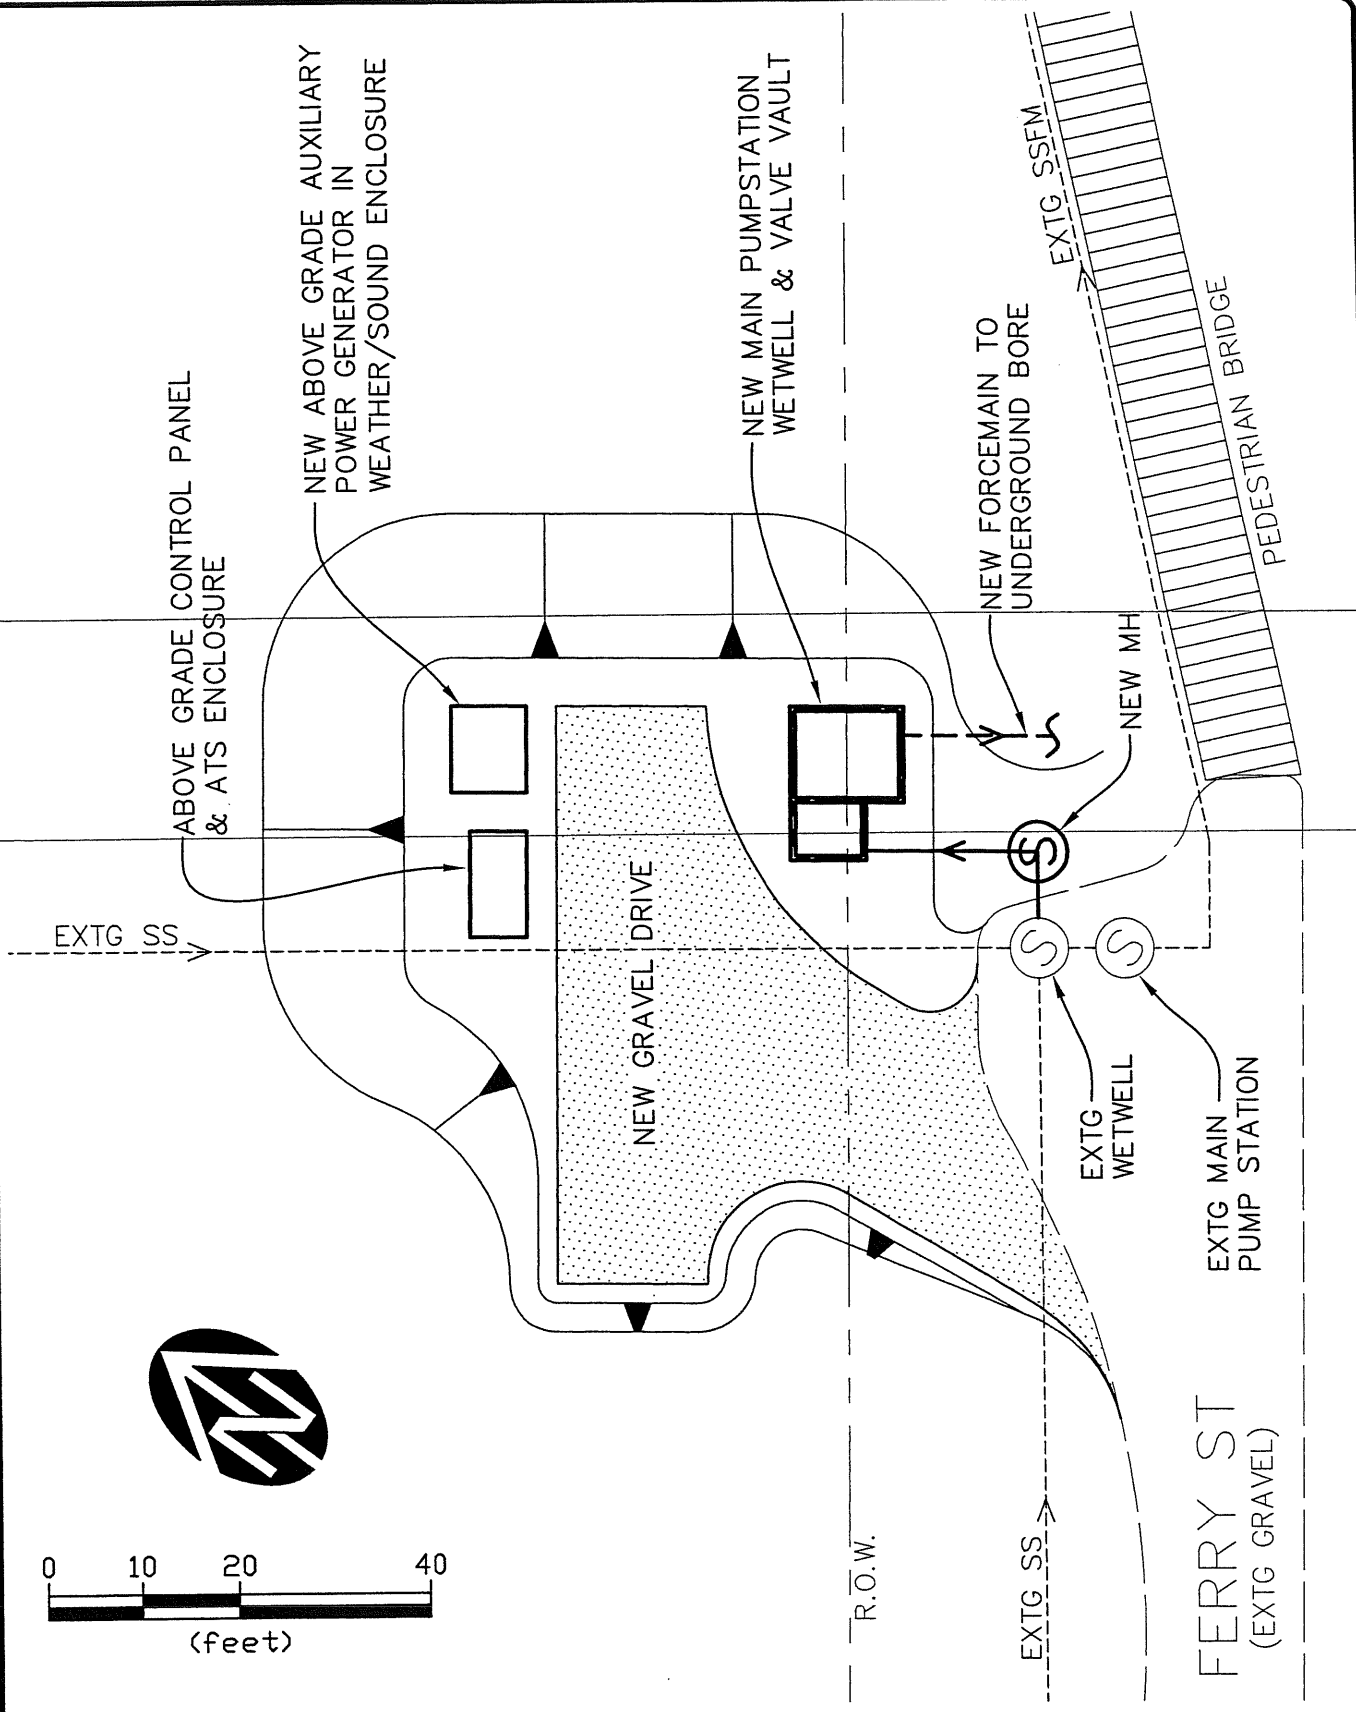 ABOVE GRADE CONTROL PANEL
& ATS ENCLOSURE
NEW ABOVE GRADE AUXILIARY
POWER GENERATOR IN
WEATHER/SOUND ENCLOSURE
NEW MAIN PUMPSTATION
WETWELL & VALVE VAULT
NEW FORCEMAIN TO
UNDERGROUND BORE
NEW MH
EXTG SSFM
PEDESTRIAN BRIDGE
EXTG SS
NEW GRAVEL DRIVE
S
S
S
EXTG
WETWELL
EXTG MAIN
PUMP STATION
N
0 10 20 40
(feet)
R.O.W.
EXTG SS
FERRY ST
(EXTG GRAVEL)